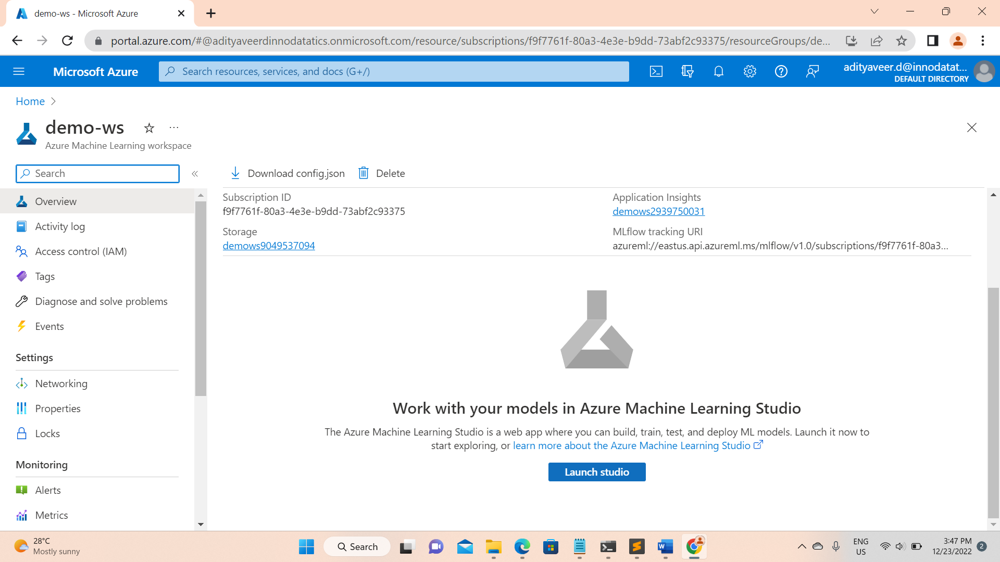 demo-ws - Microsoft Azure
portal.azure.com/#@adityaveerdinnodatatics.onmicrosoft.com/resource/subscriptions/f9f7761f-80a3-4e3e-b9dd-73abf2c93375/resourceGroups/de...
Microsoft Azure
Search resources, services, and docs (G+/)
adityaveer.d@innodatat...
DEFAULT DIRECTORY
Home
demo-ws
Azure Machine Learning workspace
Search
Download config.json
Delete
Overview
Activity log
Access control (IAM)
Tags
Diagnose and solve problems
Events
Settings
Networking
Properties
Locks
Monitoring
Alerts
Metrics
Subscription ID
f9f7761f-80a3-4e3e-b9dd-73abf2c93375
Storage
demows9049537094
Application Insights
demows2939750031
MLflow tracking URI
azureml://eastus.api.azureml.ms/mlflow/v1.0/subscriptions/f9f7761f-80a3...
Work with your models in Azure Machine Learning Studio
The Azure Machine Learning Studio is a web app where you can build, train, test, and deploy ML models. Launch it now to
start exploring, or learn more about the Azure Machine Learning Studio
Launch studio
28°C
Mostly sunny
Search
ENG
US
3:47 PM
12/23/2022
2